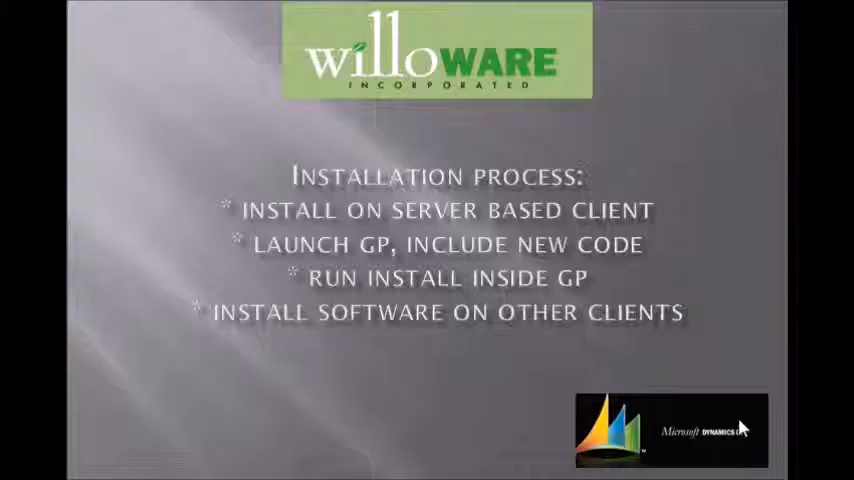 willoWARE
INCORPORATED
INSTALLATION PROCESS:
* INSTALL ON SERVER BASED CLIENT
* LAUNCH GP, INCLUDE NEW CODE
* RUN INSTALL INSIDE GP
* INSTALL SOFTWARE ON OTHER CLIENTS
Microsoft DYNAMICS